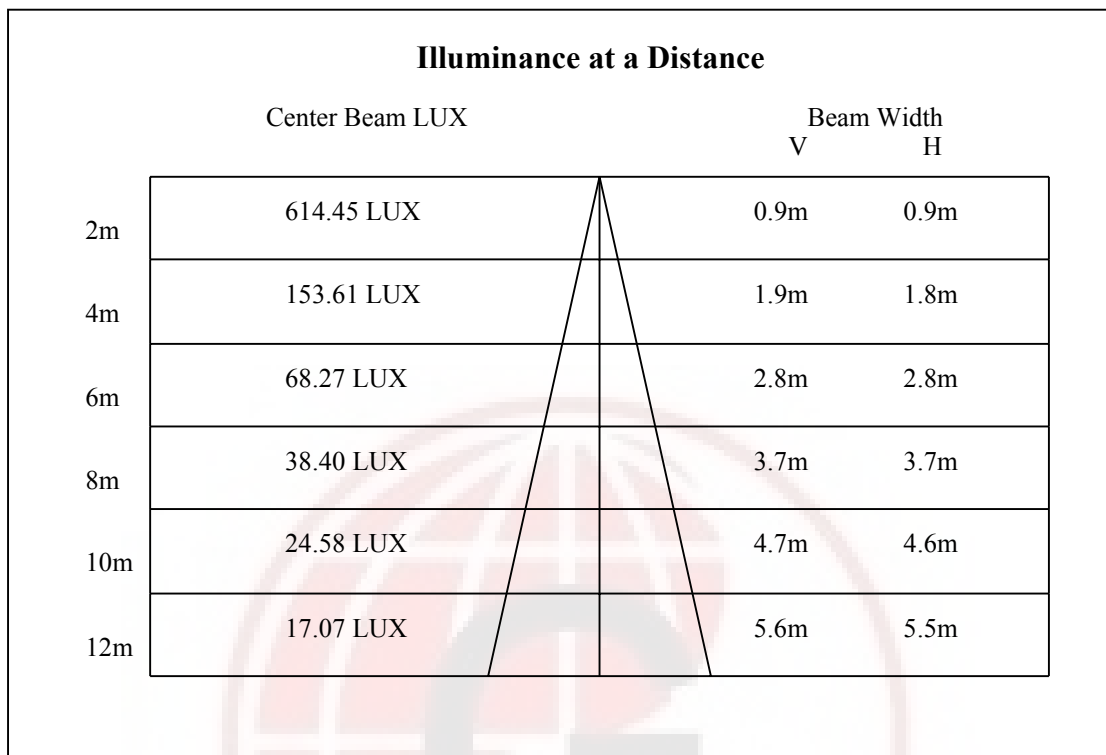 Illuminance at a Distance
Center Beam LUX Beam Width
V H
2m 614.45 LUX 0.9m 0.9m
4m 153.61 LUX 1.9m 1.8m
6m 68.27 LUX 2.8m 2.8m
8m 38.40 LUX 3.7m 3.7m
10m 24.58 LUX 4.7m 4.6m
12m 17.07 LUX 5.6m 5.5m